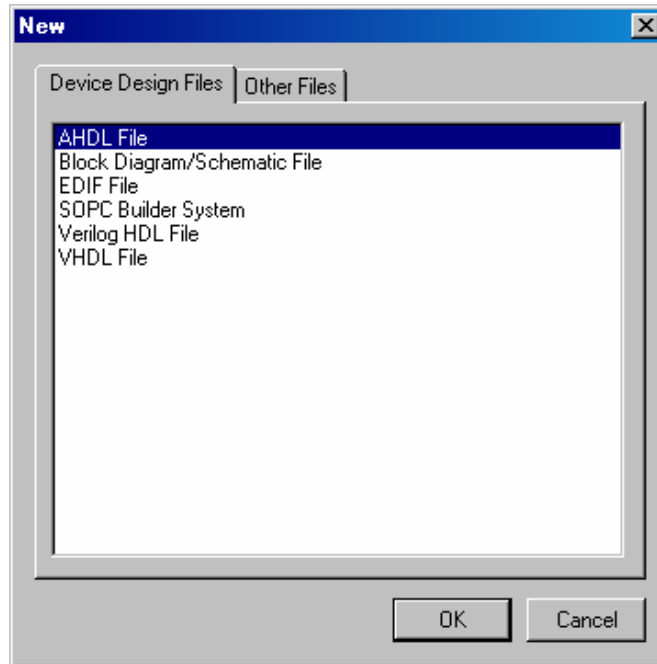 New
Device Design Files
Other Files
AHDL File
Block Diagram/Schematic File
EDIF File
SOPC Builder System
Verilog HDL File
VHDL File
OK
Cancel